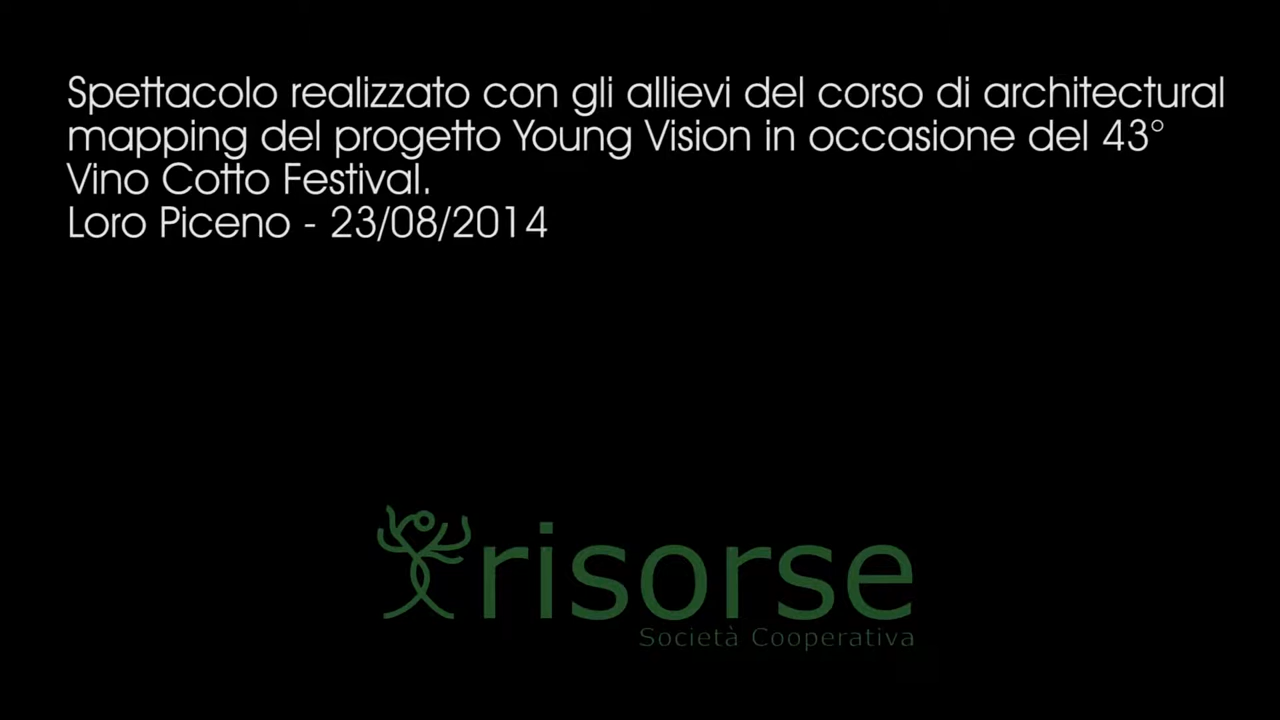 Spettacolo realizzato con gli allievi del corso di architectural
mapping del progetto Young Vision in occasione del 43°
Vino Cotto Festival.
Loro Piceno - 23/08/2014
risorse
Società Cooperativa